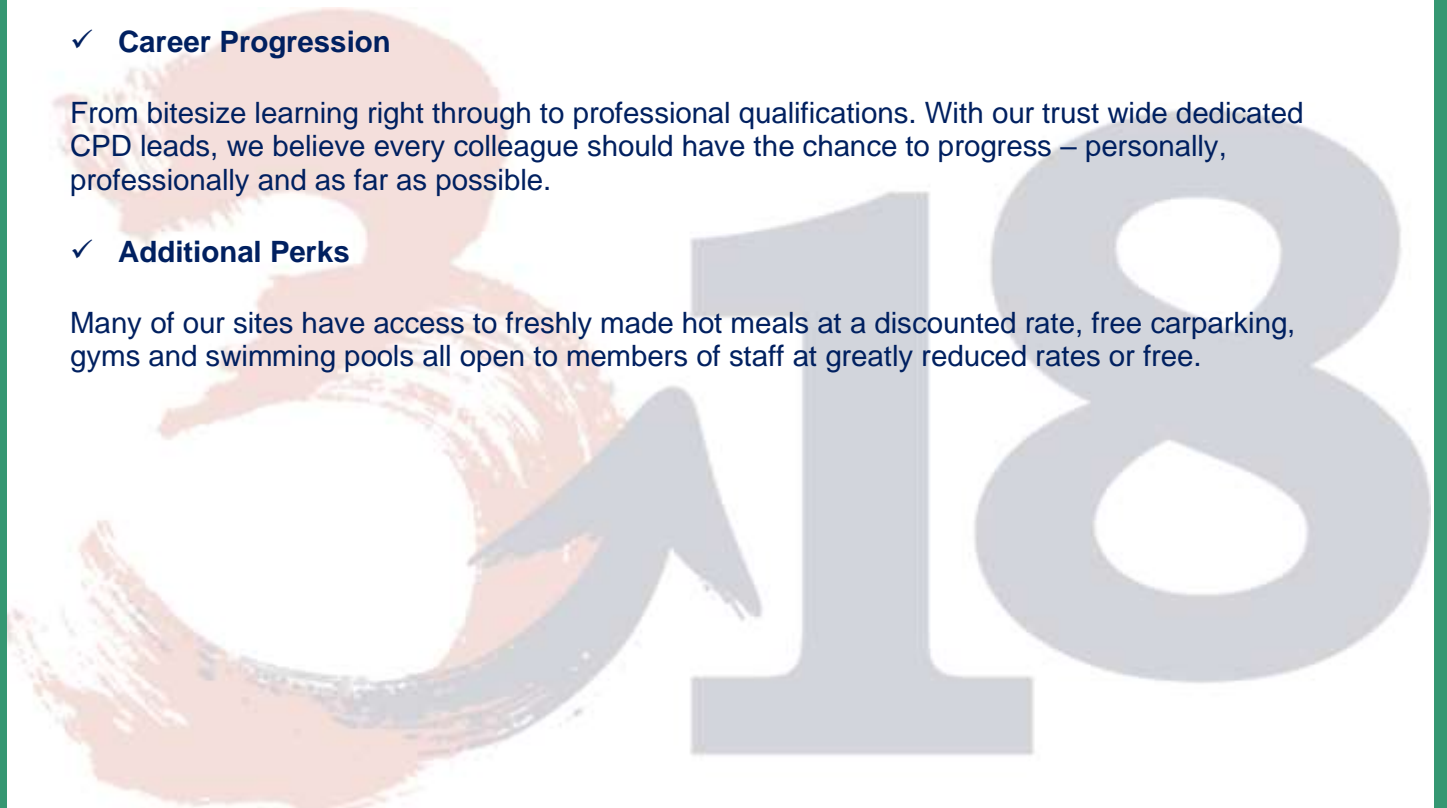 ✓ Career Progression
From bitesize learning right through to professional qualifications. With our trust wide dedicated
CPD leads, we believe every colleague should have the chance to progress – personally,
professionally and as far as possible.
✓ Additional Perks
Many of our sites have access to freshly made hot meals at a discounted rate, free carparking,
gyms and swimming pools all open to members of staff at greatly reduced rates or free.
318